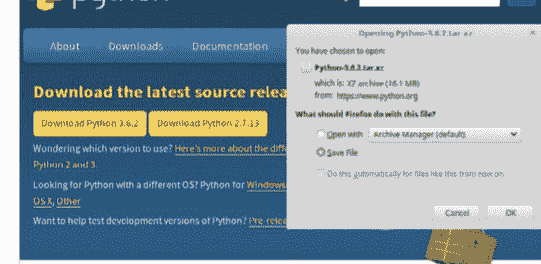 python
About Downloads Documentation
Download the latest source relea
Download Python 3.6.2 Download Python 2.7.13
Wondering which version to use? Here's more about the diff
Python 2 and 3.
Looking for Python with a different OS? Python for Windows
OS X, Other
Want to help test development versions of Python? Pre-relea
Opening Python-3.6.2.tar.xz
You have chosen to open:
Python-3.6.2.tar.xz
which is: XZ archive (16.1 MB)
from: https://www.python.org
What should Firefox do with this file?
Open with Archive Manager (default)
Save File
Do this automatically for files like this from now on.
Cancel OK